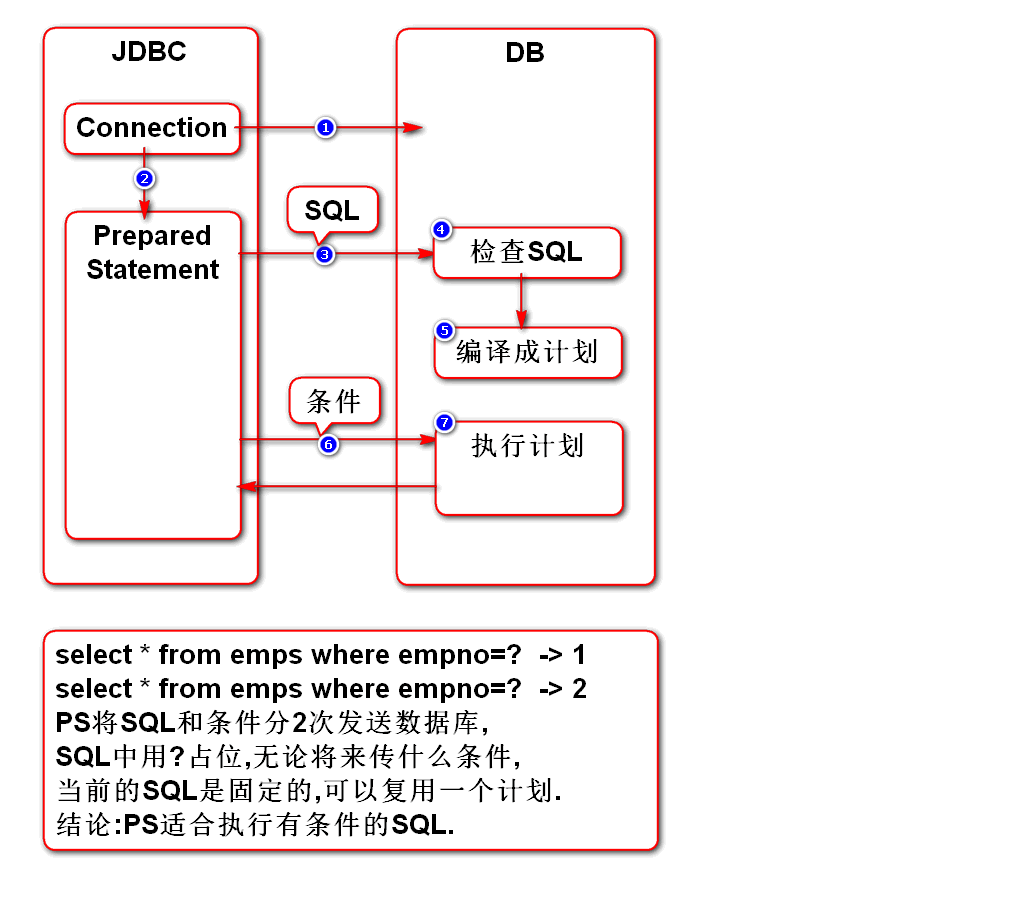 JDBC
DB
Connection
1
2
SQL
Prepared
Statement
3
4
检查SQL
5
编译成计划
条件
6
7
执行计划
select * from emps where empno=?  -> 1
select * from emps where empno=?  -> 2
PS将SQL和条件分2次发送数据库,
SQL中用?占位,无论将来传什么条件,
当前的SQL是固定的,可以复用一个计划.
结论:PS适合执行有条件的SQL.